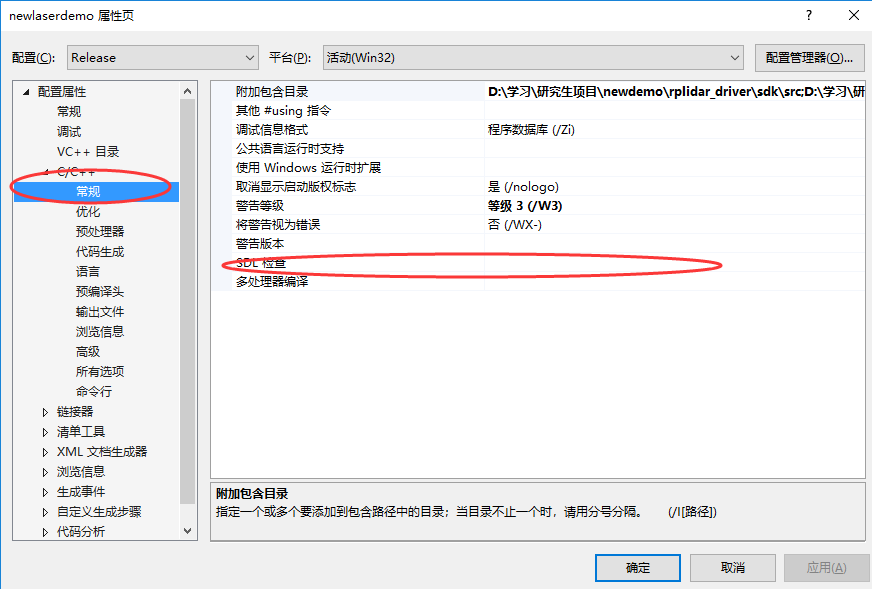 newlaserdemo 属性页
? ×
配置(C): Release 平台(P): 活动(Win32) 配置管理器(O)...
配置属性
常规
调试
VC++ 目录
C/C++
常规
优化
预处理器
代码生成
语言
预编译头
输出文件
浏览信息
高级
所有选项
命令行
链接器
清单工具
XML 文档生成器
浏览信息
生成事件
自定义生成步骤
代码分析
附加包含目录 D:\学习\研究生项目\newdemo\rplidar_driver\sdk\src;D:\学习\研
其他 #using 指令
调试信息格式 程序数据库 (/Zi)
公共语言运行时支持
使用 Windows 运行时扩展
取消显示启动版权标志 是 (/nologo)
警告等级 等级 3 (/W3)
将警告视为错误 否 (/WX-)
警告版本
SDL 检查
多处理器编译
附加包含目录
指定一个或多个要添加到包含路径中的目录；当目录不止一个时，请用分号分隔。 (/I[路径])
确定 取消 应用(A)